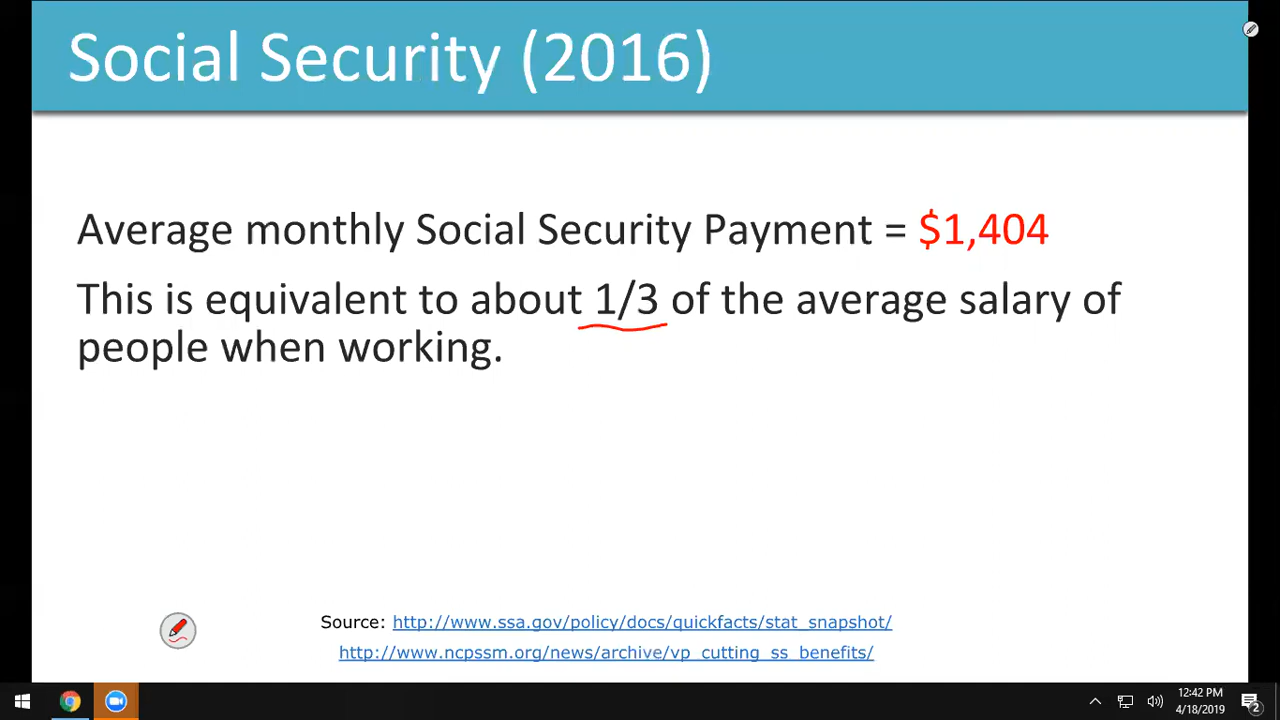 Social Security (2016)
Average monthly Social Security Payment = $1,404
This is equivalent to about 1/3 of the average salary of
people when working.
Source: http://www.ssa.gov/policy/docs/quickfacts/stat_snapshot/
http://www.ncpssm.org/news/archive/vp_cutting_ss_benefits/
12:42 PM
4/18/2019
2